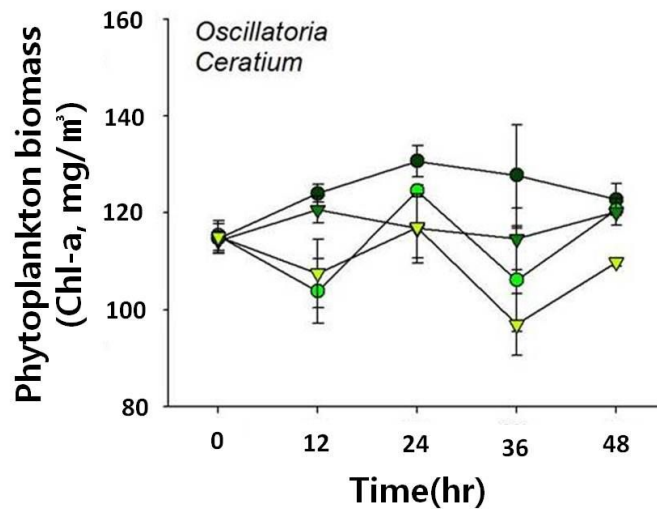 160
Oscillatoria
Ceratium
140
120
100
80
Phytoplankton biomass
(Chl-a, mg/m³)
0 12 24 36 48
Time(hr)